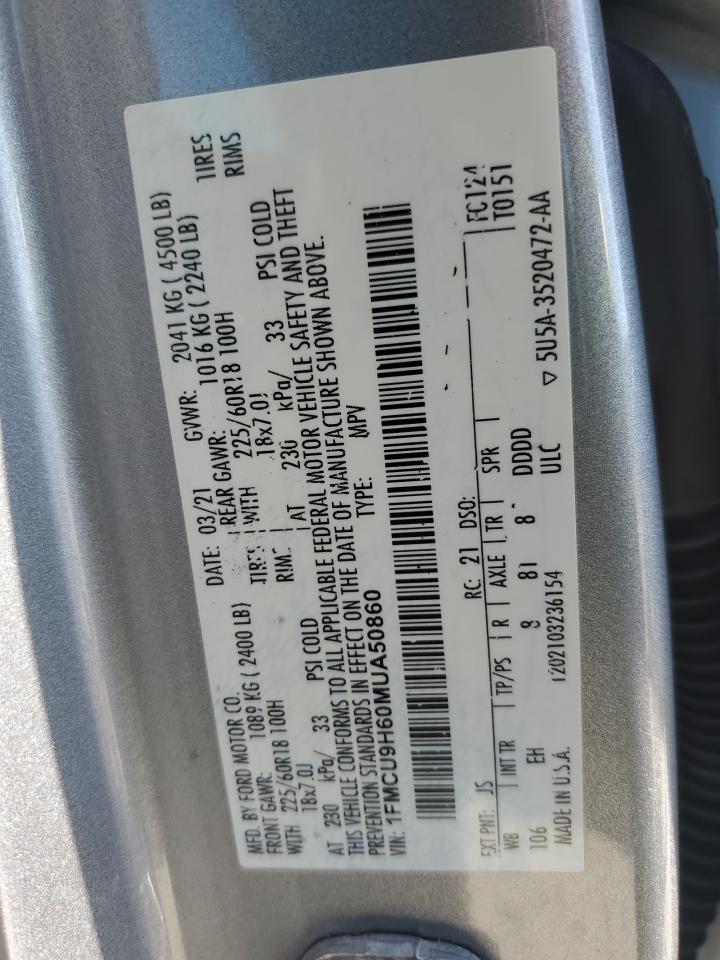 MFD. BY FORD MOTOR CO. DATE: 03/21 GVWR: 2041 KG ( 4500 LB)
FRONT GAWR: 1089 KG ( 2400 LB) REAR GAWR: 1016 KG ( 2240 LB)
WITH 225/60R18 100H TIRES WITH 225/60R18 100H TIRES
18x7.0J RIMS 18x7.0J RIMS
AT 230 kPa/ 33 PSI COLD AT 230 kPa/ 33 PSI COLD
THIS VEHICLE CONFORMS TO ALL APPLICABLE FEDERAL MOTOR VEHICLE SAFETY AND THEFT
PREVENTION STANDARDS IN EFFECT ON THE DATE OF MANUFACTURE SHOWN ABOVE.
VIN: 1FMCU9H60MUA50860 TYPE: MPV
EXT PNT: JS RC: 21 DSO: FC124
WB INT TR TP/PS R AXLE TR SPR T0151
106 EH 8 81 8 DDDD
MADE IN U.S.A. 1202103236154 ULC ▽ 5U5A-3520472-AA